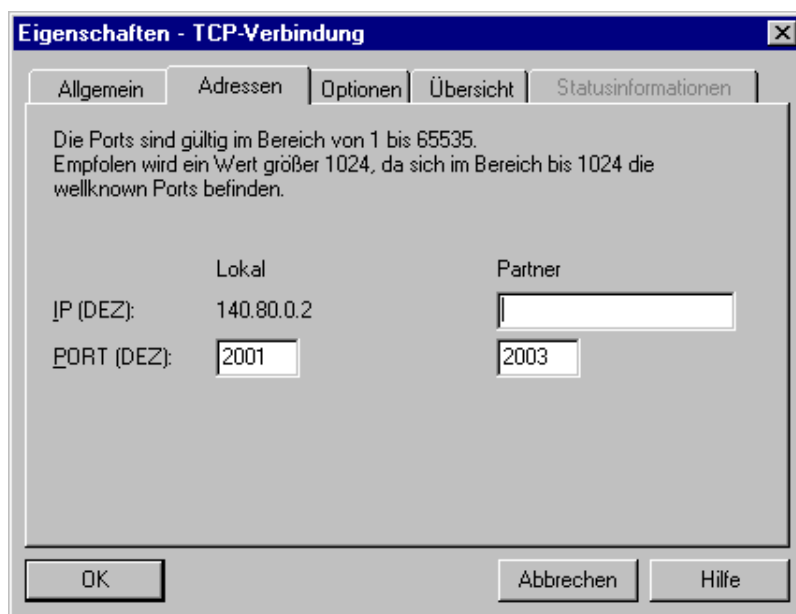 Eigenschaften - TCP-Verbindung
Allgemein Adressen Optionen Übersicht Statusinformationen
Die Ports sind gültig im Bereich von 1 bis 65535.
Empfolen wird ein Wert größer 1024, da sich im Bereich bis 1024 die
wellknown Ports befinden.
Lokal Partner
IP (DEZ): 140.80.0.2
PORT (DEZ): 2001 2003
OK Abbrechen Hilfe